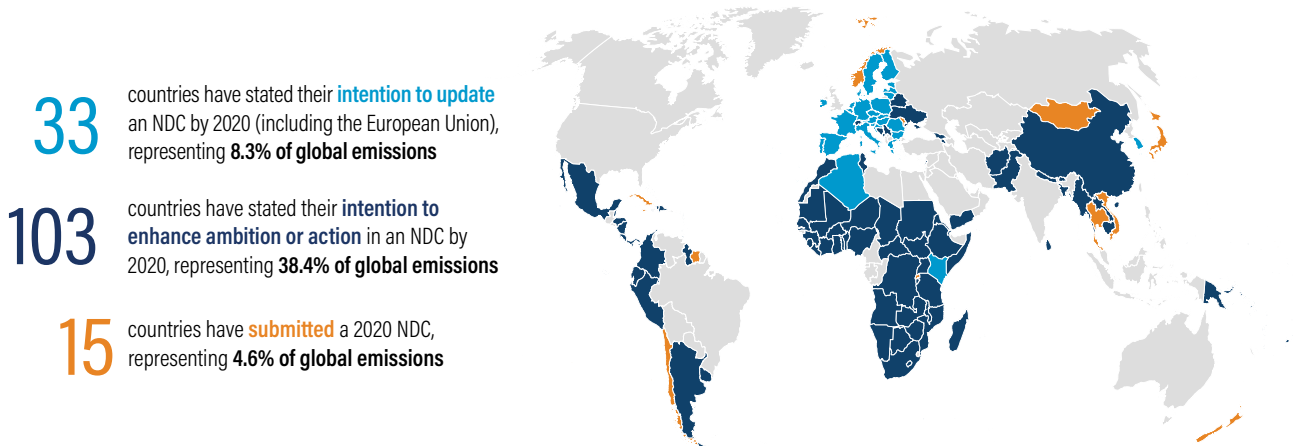 33
countries have stated their intention to update
an NDC by 2020 (including the European Union),
representing 8.3% of global emissions
103
countries have stated their intention to
enhance ambition or action in an NDC by
2020, representing 38.4% of global emissions
15
countries have submitted a 2020 NDC,
representing 4.6% of global emissions